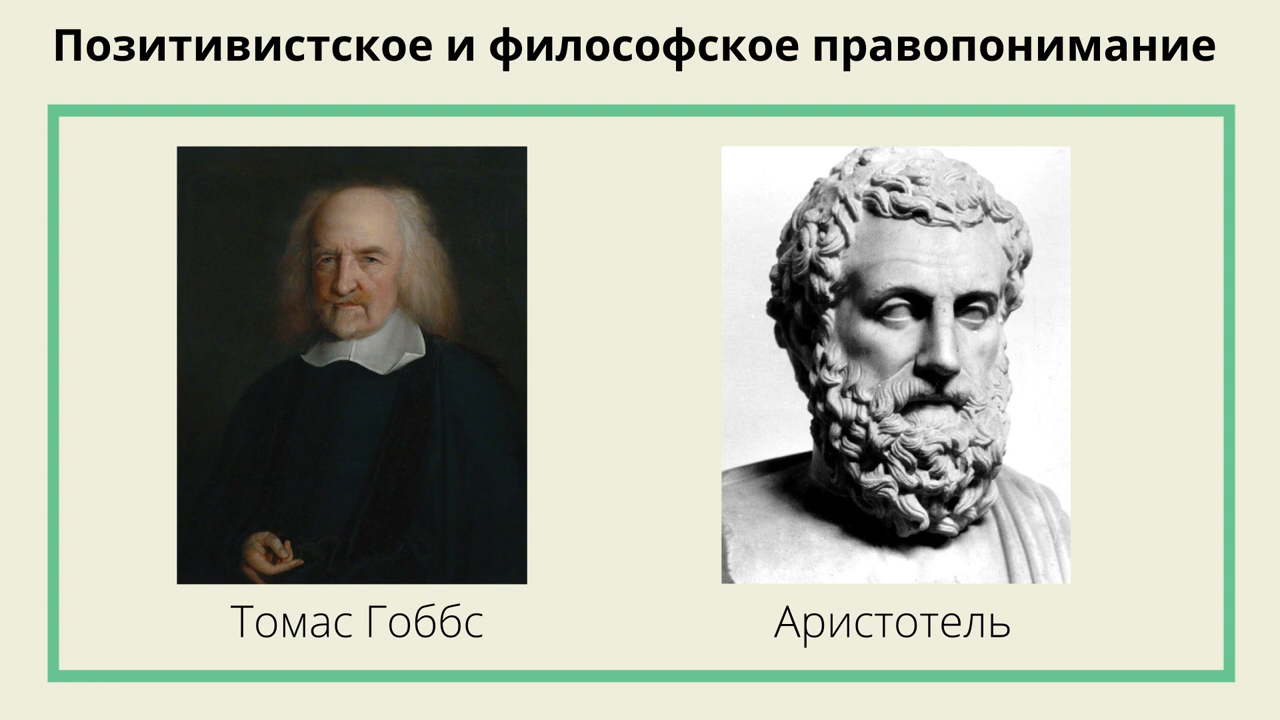 Позитивистское и философское правопонимание
Томас Гоббс
Аристотель